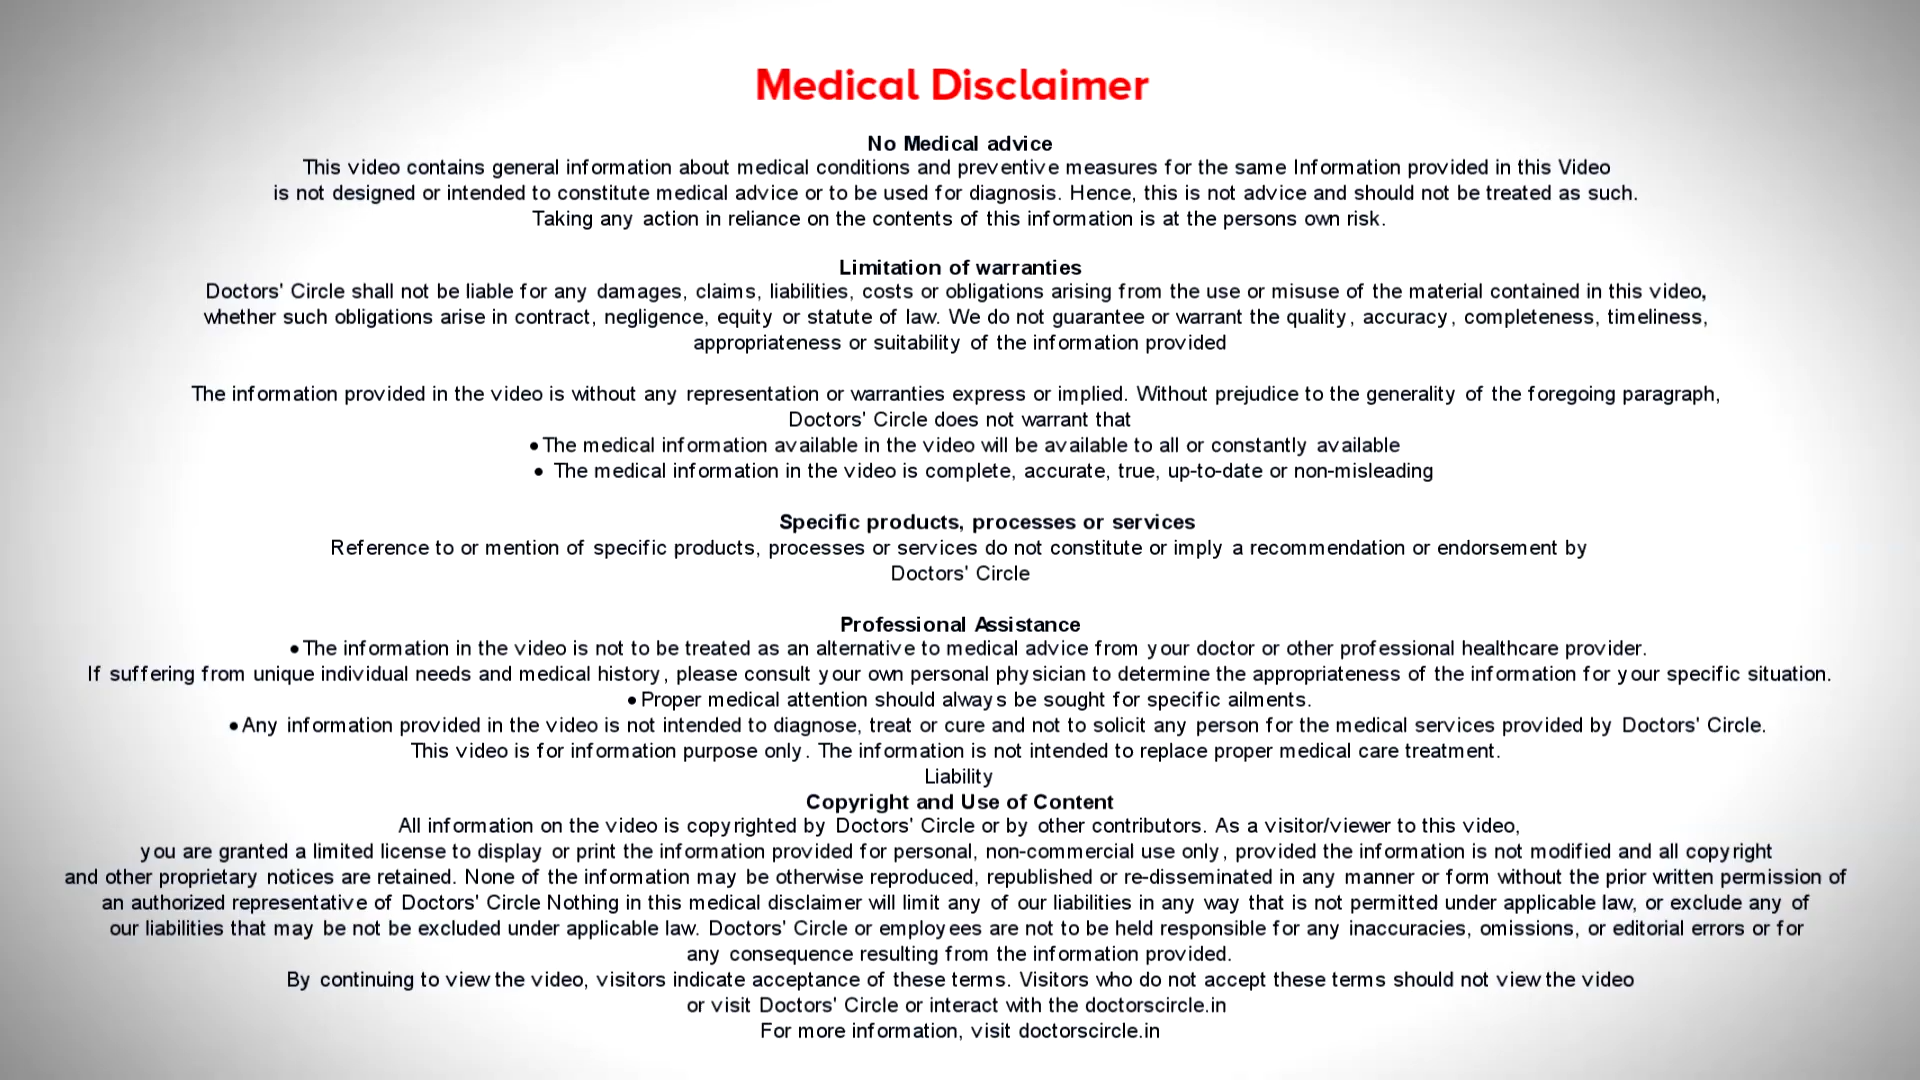 Medical Disclaimer
No Medical advice
This video contains general information about medical conditions and preventive measures for the same Information provided in this Video
is not designed or intended to constitute medical advice or to be used for diagnosis. Hence, this is not advice and should not be treated as such.
Taking any action in reliance on the contents of this information is at the persons own risk.
Limitation of warranties
Doctors' Circle shall not be liable for any damages, claims, liabilities, costs or obligations arising from the use or misuse of the material contained in this video,
whether such obligations arise in contract, negligence, equity or statute of law. We do not guarantee or warrant the quality, accuracy, completeness, timeliness,
appropriateness or suitability of the information provided
The information provided in the video is without any representation or warranties express or implied. Without prejudice to the generality of the foregoing paragraph,
Doctors' Circle does not warrant that
• The medical information available in the video will be available to all or constantly available
• The medical information in the video is complete, accurate, true, up-to-date or non-misleading
Specific products, processes or services
Reference to or mention of specific products, processes or services do not constitute or imply a recommendation or endorsement by
Doctors' Circle
Professional Assistance
• The information in the video is not to be treated as an alternative to medical advice from your doctor or other professional healthcare provider.
If suffering from unique individual needs and medical history, please consult your own personal physician to determine the appropriateness of the information for your specific situation.
• Proper medical attention should always be sought for specific ailments.
• Any information provided in the video is not intended to diagnose, treat or cure and not to solicit any person for the medical services provided by Doctors' Circle.
This video is for information purpose only. The information is not intended to replace proper medical care treatment.
Liability
Copyright and Use of Content
All information on the video is copyrighted by Doctors' Circle or by other contributors. As a visitor/viewer to this video,
you are granted a limited license to display or print the information provided for personal, non-commercial use only, provided the information is not modified and all copyright
and other proprietary notices are retained. None of the information may be otherwise reproduced, republished or re-disseminated in any manner or form without the prior written permission of
an authorized representative of Doctors' Circle Nothing in this medical disclaimer will limit any of our liabilities in any way that is not permitted under applicable law, or exclude any of
our liabilities that may be not be excluded under applicable law. Doctors' Circle or employees are not to be held responsible for any inaccuracies, omissions, or editorial errors or for
any consequence resulting from the information provided.
By continuing to view the video, visitors indicate acceptance of these terms. Visitors who do not accept these terms should not view the video
or visit Doctors' Circle or interact with the doctorscircle.in
For more information, visit doctorscircle.in